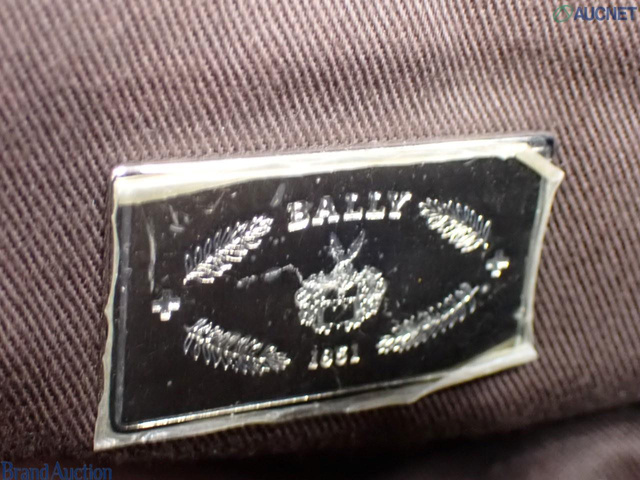 AUCNET
BALLY
1851
Brand Auction